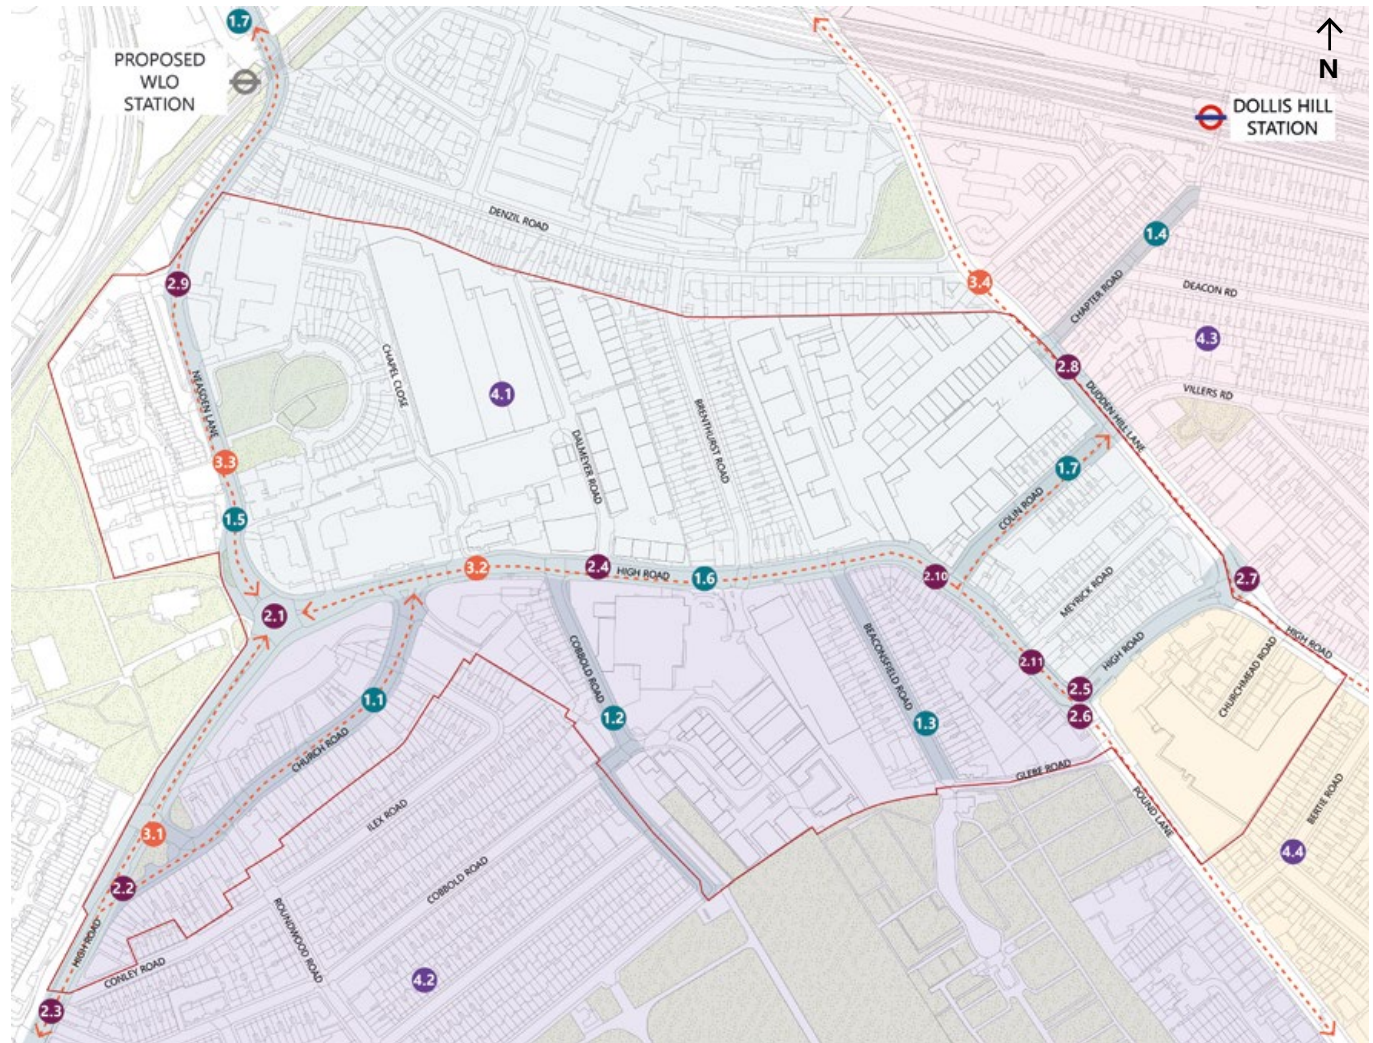 1.7
PROPOSED
WLO
STATION
N
DOLLIS HILL
STATION
DENZIL ROAD
1.4
2.9
3.4
CHAPTER ROAD
DEACON RD
4.3
2.8
VILLERS RD
NEASDEN LANE
CHAPEL CLOSE
4.1
DUDDEN HILL LANE
BRENTHURST ROAD
DALMEYER ROAD
3.3
1.7
COLIN ROAD
1.5
3.2
2.4
HIGH ROAD
1.6
2.10
2.7
MEYRICK ROAD
2.1
HIGH ROAD
HIGH ROAD
COBBOLD ROAD
BEACONSFIELD ROAD
2.11
CHURCHMEAD ROAD
2.5
1.1
1.2
2.6
1.3
CHURCH ROAD
GLEBE ROAD
POUND LANE
BERTIE ROAD
3.1
ILEX ROAD
4.4
2.2
COBBOLD ROAD
HIGH ROAD
ROUNDWOOD ROAD
CONLEY ROAD
4.2
2.3